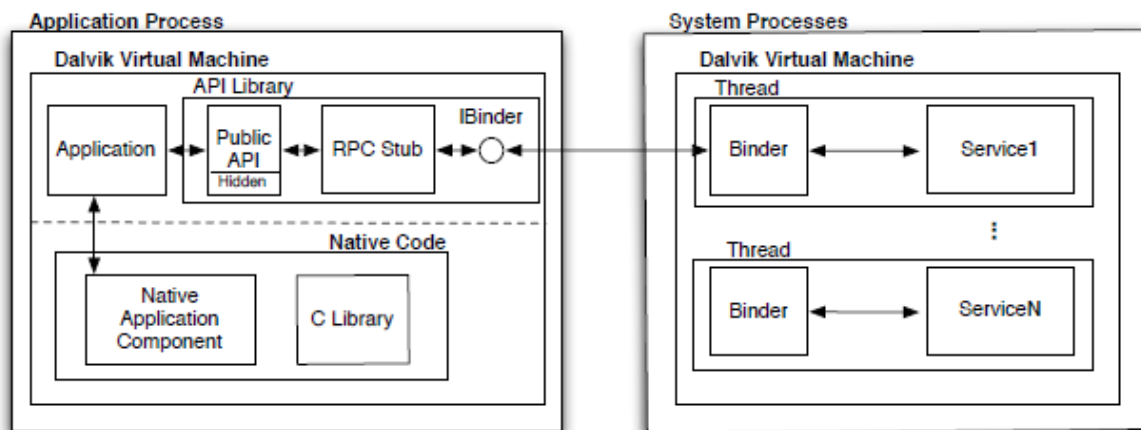 Application Process
Dalvik Virtual Machine
API Library
Application
Public
API
Hidden
RPC Stub
IBinder
Native Code
Native
Application
Component
C Library
System Processes
Dalvik Virtual Machine
Thread
Binder
Service1
⋮
Thread
Binder
ServiceN